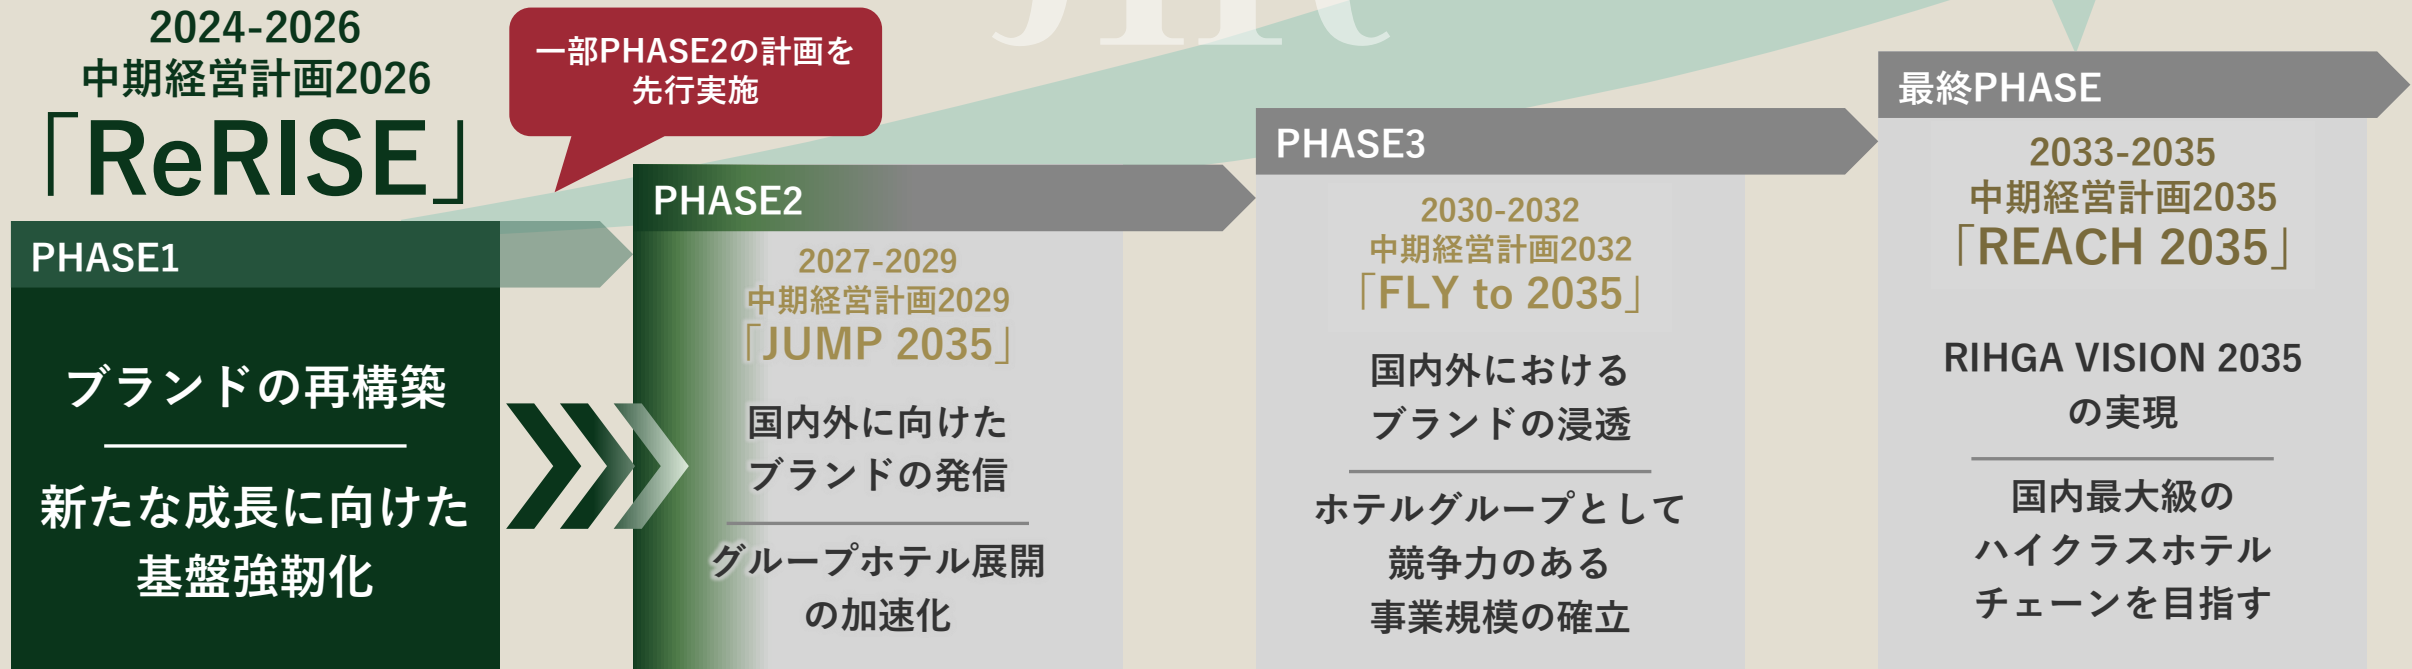 2024-2026
中期経営計画2026
「ReRISE」
PHASE1
ブランドの再構築
新たな成長に向けた
基盤強靭化
一部PHASE2の計画を
先行実施
PHASE2
2027-2029
中期経営計画2029
「JUMP 2035」
国内外に向けた
ブランドの発信
グループホテル展開
の加速化
PHASE3
2030-2032
中期経営計画2032
「FLY to 2035」
国内外における
ブランドの浸透
ホテルグループとして
競争力のある
事業規模の確立
最終PHASE
2033-2035
中期経営計画2035
「REACH 2035」
RIHGA VISION 2035
の実現
国内最大級の
ハイクラスホテル
チェーンを目指す